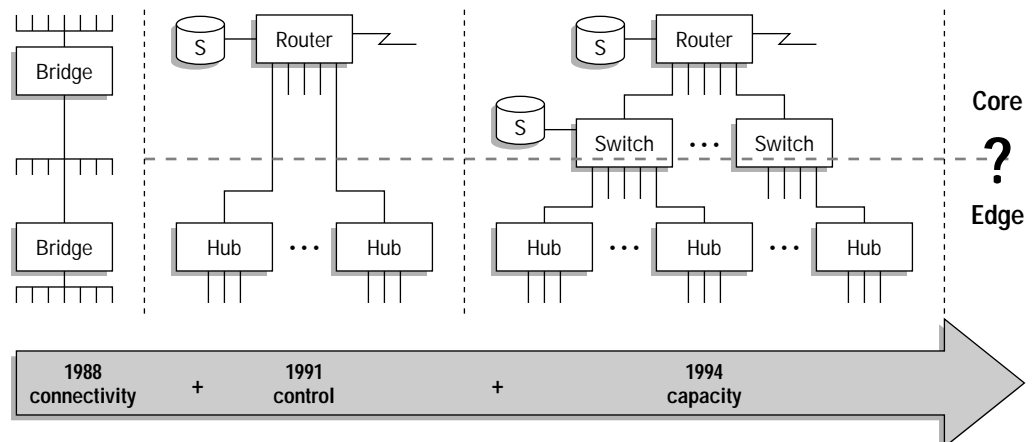 Bridge
Bridge
S
Router
Hub
...
Hub
S
Router
S
Switch
...
Switch
Hub
...
Hub
...
Hub
Core
?
Edge
1988
connectivity
+
1991
control
+
1994
capacity